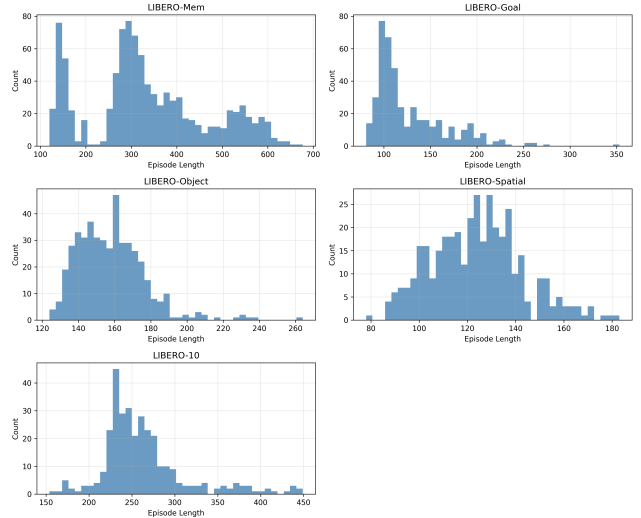 LIBERO-Mem
80
60
40
20
0
Count
100 200 300 400 500 600 700
Episode Length
LIBERO-Goal
80
60
40
20
0
Count
100 150 200 250 300 350
Episode Length
LIBERO-Object
40
30
20
10
0
Count
120 140 160 180 200 220 240 260
Episode Length
LIBERO-Spatial
25
20
15
10
5
0
Count
80 100 120 140 160 180
Episode Length
LIBERO-10
40
30
20
10
0
Count
150 200 250 300 350 400 450
Episode Length